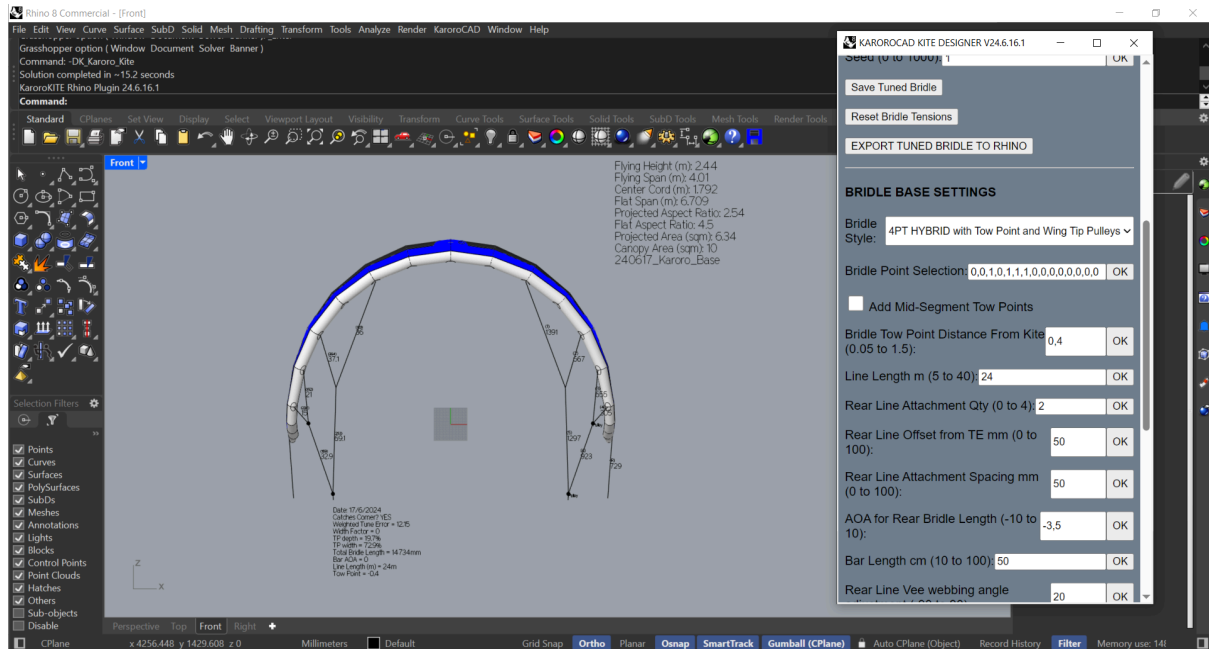 Rhino 8 Commercial - [Front]
File Edit View Curve Surface SubD Solid Mesh Drafting Transform Tools Analyze Render KaroroCAD Window Help
Grasshopper option ( Window Document Solver Banner )
Command: -DK_Karoro_Kite
Solution completed in ~15.2 seconds
KaroroKITE Rhino Plugin 24.6.16.1
Command:
Standard CPlanes Set View Display Select Viewport Layout Visibility Transform Curve Tools Surface Tools Solid Tools SubD Tools Mesh Tools Render Tools
Front
Flying Height (m): 2.44
Flying Span (m): 4.01
Center Cord (m): 1.792
Flat Span (m): 6.709
Projected Aspect Ratio: 2.54
Flat Aspect Ratio: 4.5
Projected Area (sqm): 6.34
Canopy Area (sqm): 10
240617_Karoro_Base
1391
37.1
567
1297
32.9
923
729
Date: 17/6/2024
Catches Corner? YES
Weighted Tune Error = 12.15
Width Factor = 0
TP depth = 19.7%
TP width = 72.9%
Total Bridle Length = 14734mm
Bar AOA = 0
Line Length (m) = 24m
Tow Point = -0.4
Z
X
Selection Filters
Points
Curves
Surfaces
PolySurfaces
SubDs
Meshes
Annotations
Lights
Blocks
Control Points
Point Clouds
Hatches
Others
Sub-objects
Disable
Perspective Top Front Right
CPlane x 4256.448 y 1429.608 z 0 Millimeters Default Grid Snap Ortho Planar Osnap SmartTrack Gumball (CPlane) Auto CPlane (Object) Record History Filter Memory use: 148
KAROROCAD KITE DESIGNER V24.6.16.1
Seed (0 to 1000): 1 OK
Save Tuned Bridle
Reset Bridle Tensions
EXPORT TUNED BRIDLE TO RHINO
BRIDLE BASE SETTINGS
Bridle Style: 4PT HYBRID with Tow Point and Wing Tip Pulleys
Bridle Point Selection: 0,0,1,0,1,1,1,0,0,0,0,0,0,0,0 OK
Add Mid-Segment Tow Points
Bridle Tow Point Distance From Kite
(0.05 to 1.5): 0,4 OK
Line Length m (5 to 40): 24 OK
Rear Line Attachment Qty (0 to 4): 2 OK
Rear Line Offset from TE mm (0 to
100): 50 OK
Rear Line Attachment Spacing mm
(0 to 100): 50 OK
AOA for Rear Bridle Length (-10 to
10): -3,5 OK
Bar Length cm (10 to 100): 50 OK
Rear Line Vee webbing angle
20 OK